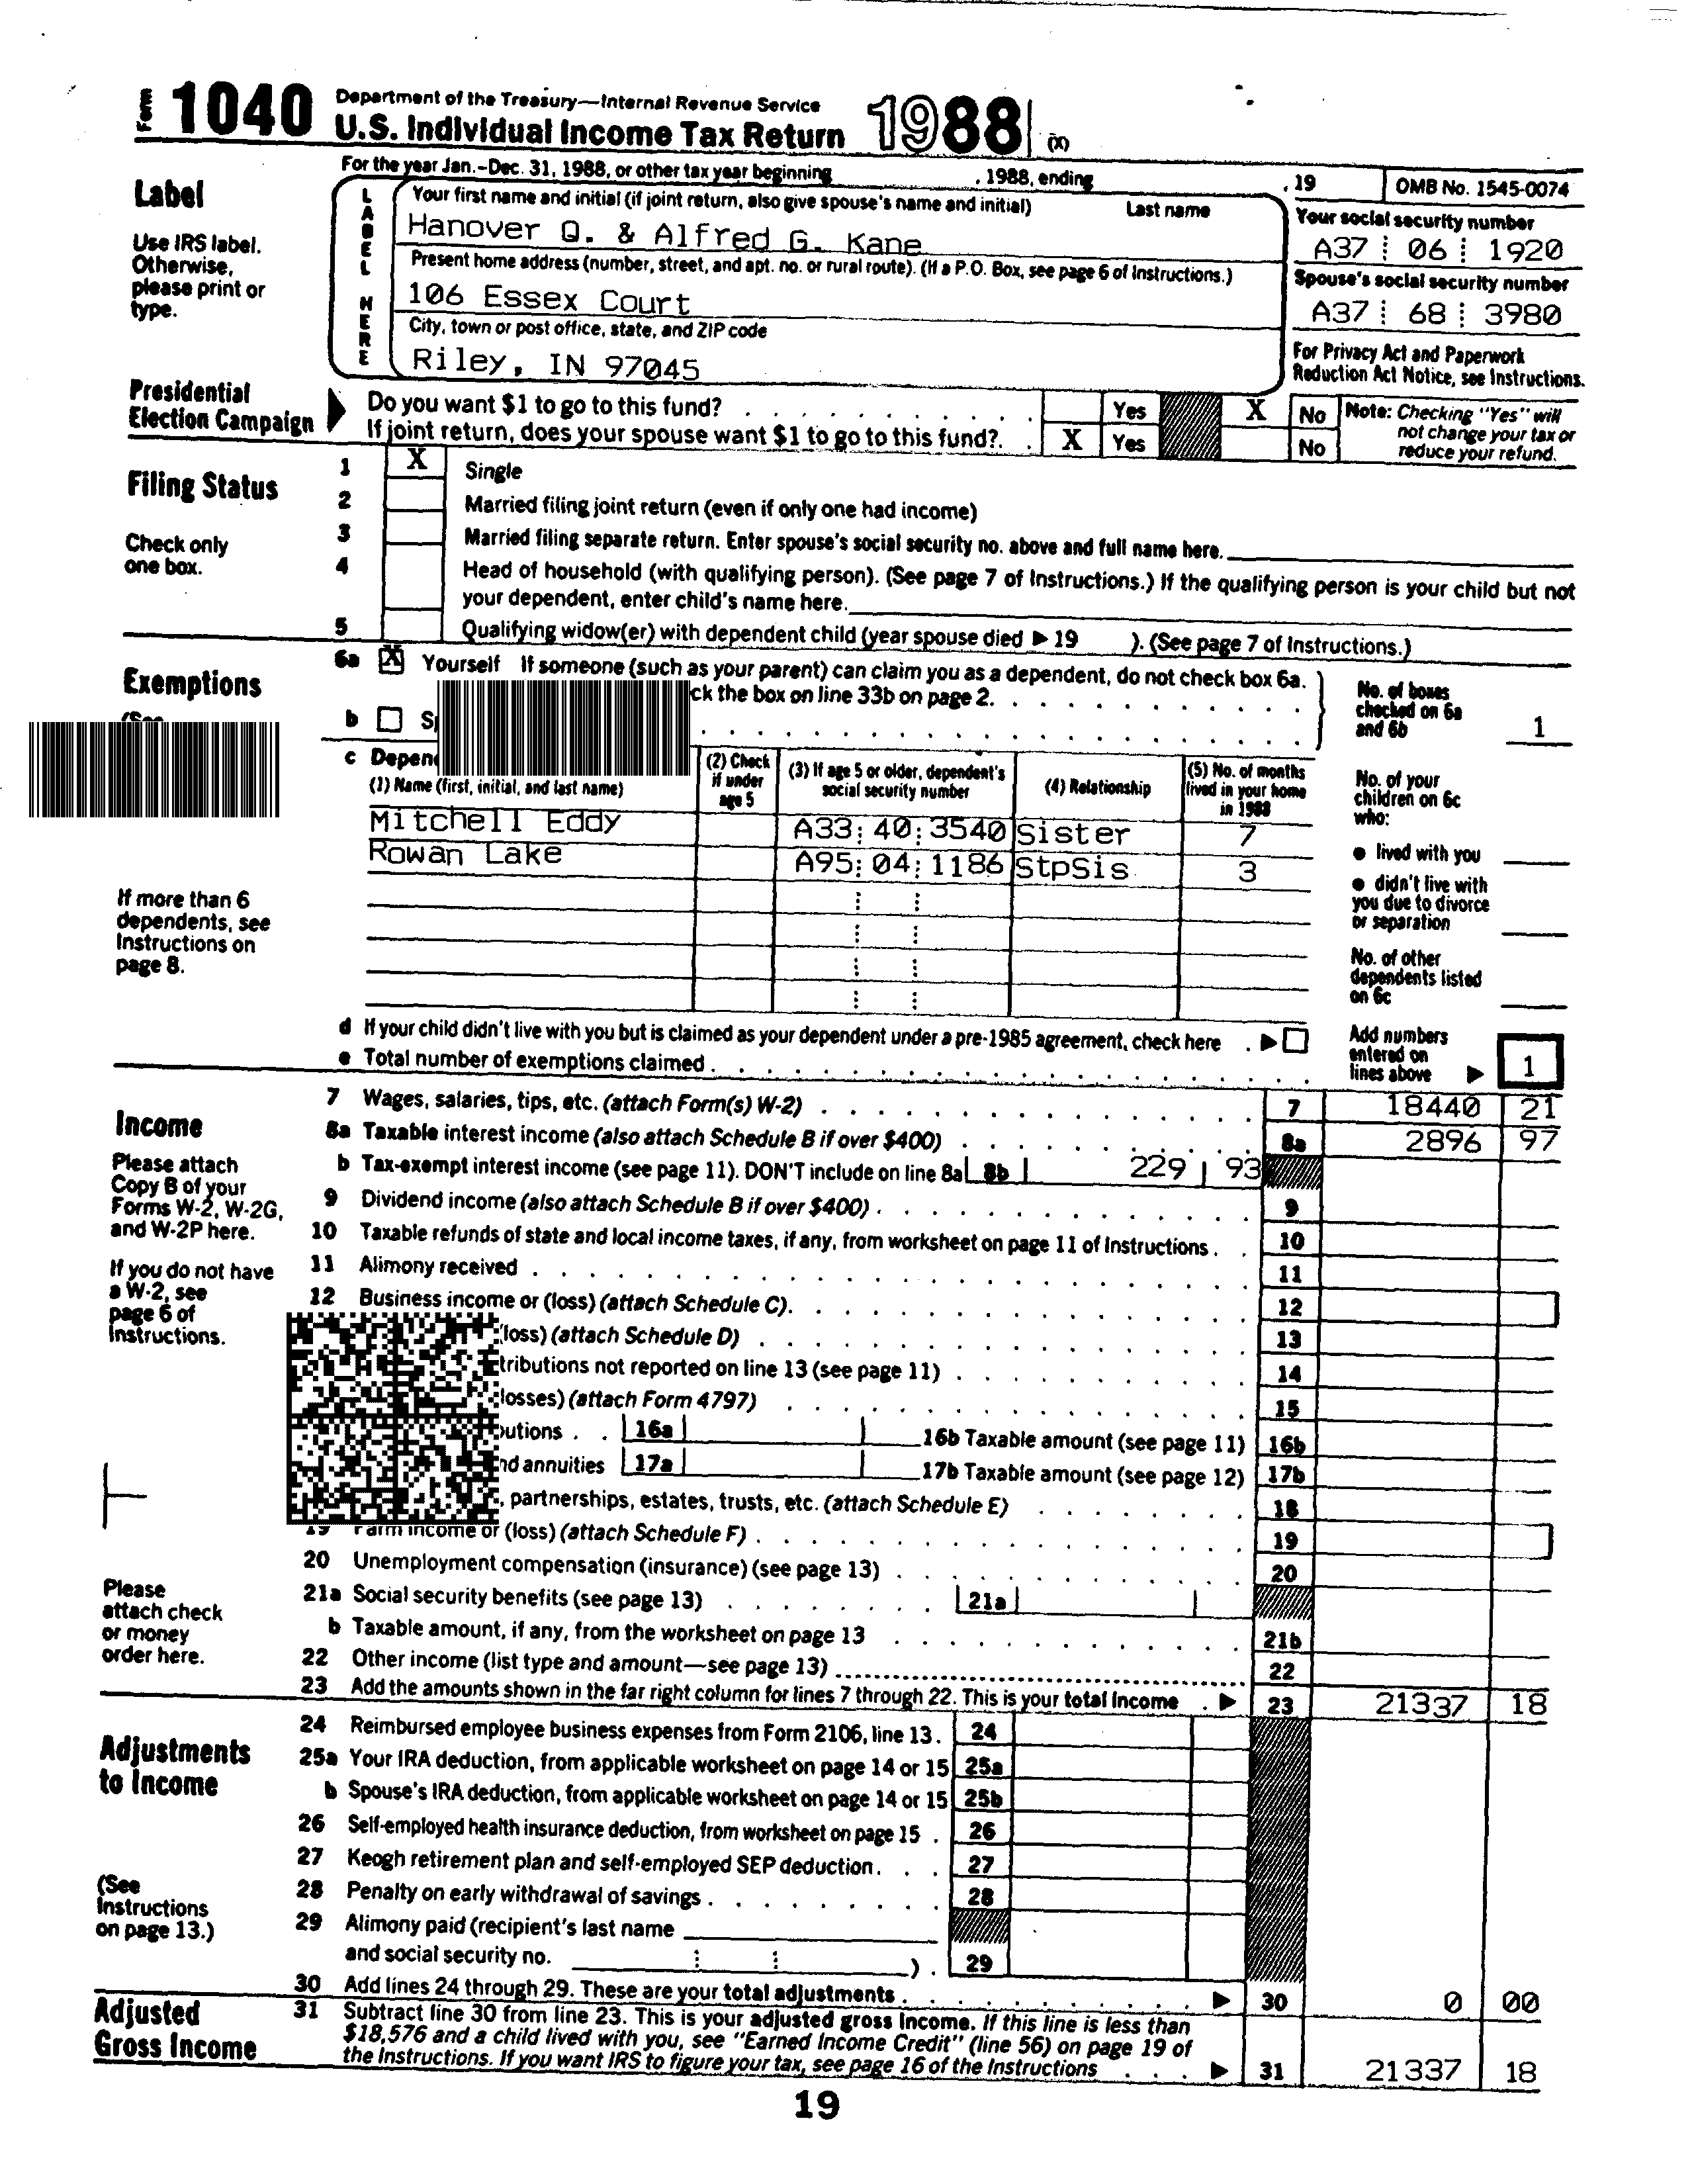 Form 1040 Department of the Treasury—Internal Revenue Service
U.S. Individual Income Tax Return 1988 (X)
For the year Jan.-Dec. 31, 1988, or other tax year beginning , 1988, ending , 19 OMB No. 1545-0074
Label
Use IRS label.
Otherwise,
please print or
type.
LABEL HERE
Your first name and initial (if joint return, also give spouse's name and initial) Last name
Hanover Q. & Alfred G. Kane
Your social security number
A37 06 1920
Present home address (number, street, and apt. no. or rural route). (If a P.O. Box, see page 6 of Instructions.)
106 Essex Court
Spouse's social security number
A37 68 3980
City, town or post office, state, and ZIP code
Riley, IN 97045
For Privacy Act and Paperwork
Reduction Act Notice, see Instructions.
Presidential
Election Campaign
Do you want $1 to go to this fund? Yes X No
If joint return, does your spouse want $1 to go to this fund? X Yes No
Note: Checking "Yes" will
not change your tax or
reduce your refund.
Filing Status
Check only
one box.
1 X Single
2 Married filing joint return (even if only one had income)
3 Married filing separate return. Enter spouse's social security no. above and full name here.
4 Head of household (with qualifying person). (See page 7 of Instructions.) If the qualifying person is your child but not
your dependent, enter child's name here.
5 Qualifying widow(er) with dependent child (year spouse died ▶ 19 ). (See page 7 of Instructions.)
Exemptions
6a X Yourself If someone (such as your parent) can claim you as a dependent, do not check box 6a.
ck the box on line 33b on page 2.
b
No. of boxes
checked on 6a
and 6b 1
c
(1) Name (first, initial, and last name)
(2) Check
if under
age 5
(3) If age 5 or older, dependent's
social security number
(4) Relationship
(5) No. of months
lived in your home
in 1988
Mitchell Eddy A33 40 3540 Sister 7
Rowan Lake A95 04 1186 StpSis 3
No. of your
children on 6c
who:
● lived with you
● didn't live with
you due to divorce
or separation
No. of other
dependents listed
on 6c
If more than 6
dependents, see
Instructions on
page 8.
d If your child didn't live with you but is claimed as your dependent under a pre-1985 agreement, check here
e Total number of exemptions claimed
Add numbers
entered on
lines above ▶ 1
Income
Please attach
Copy B of your
Forms W-2, W-2G,
and W-2P here.
If you do not have
a W-2, see
page 6 of
Instructions.
7 Wages, salaries, tips, etc. (attach Form(s) W-2) 7 18440 21
8a Taxable interest income (also attach Schedule B if over $400) 8a 2896 97
b Tax-exempt interest income (see page 11). DON'T include on line 8a 8b 229 93
9 Dividend income (also attach Schedule B if over $400) 9
10 Taxable refunds of state and local income taxes, if any, from worksheet on page 11 of Instructions. 10
11 Alimony received 11
12 Business income or (loss) (attach Schedule C). 12
(loss) (attach Schedule D) 13
tributions not reported on line 13 (see page 11) 14
losses) (attach Form 4797) 15
butions 16a 16b Taxable amount (see page 11) 16b
nd annuities 17a 17b Taxable amount (see page 12) 17b
, partnerships, estates, trusts, etc. (attach Schedule E) 18
19 Farm income or (loss) (attach Schedule F) 19
20 Unemployment compensation (insurance) (see page 13) 20
21a Social security benefits (see page 13) 21a
b Taxable amount, if any, from the worksheet on page 13 21b
22 Other income (list type and amount—see page 13) 22
23 Add the amounts shown in the far right column for lines 7 through 22. This is your total income ▶ 23 21337 18
Please
attach check
or money
order here.
Adjustments
to Income
(See
Instructions
on page 13.)
24 Reimbursed employee business expenses from Form 2106, line 13. 24
25a Your IRA deduction, from applicable worksheet on page 14 or 15 25a
b Spouse's IRA deduction, from applicable worksheet on page 14 or 15 25b
26 Self-employed health insurance deduction, from worksheet on page 15 26
27 Keogh retirement plan and self-employed SEP deduction. 27
28 Penalty on early withdrawal of savings 28
29 Alimony paid (recipient's last name
and social security no. ). 29
30 Add lines 24 through 29. These are your total adjustments ▶ 30 0 00
Adjusted
Gross Income
31 Subtract line 30 from line 23. This is your adjusted gross income. If this line is less than
$18,576 and a child lived with you, see "Earned Income Credit" (line 56) on page 19 of
the Instructions. If you want IRS to figure your tax, see page 16 of the Instructions ▶ 31 21337 18
19